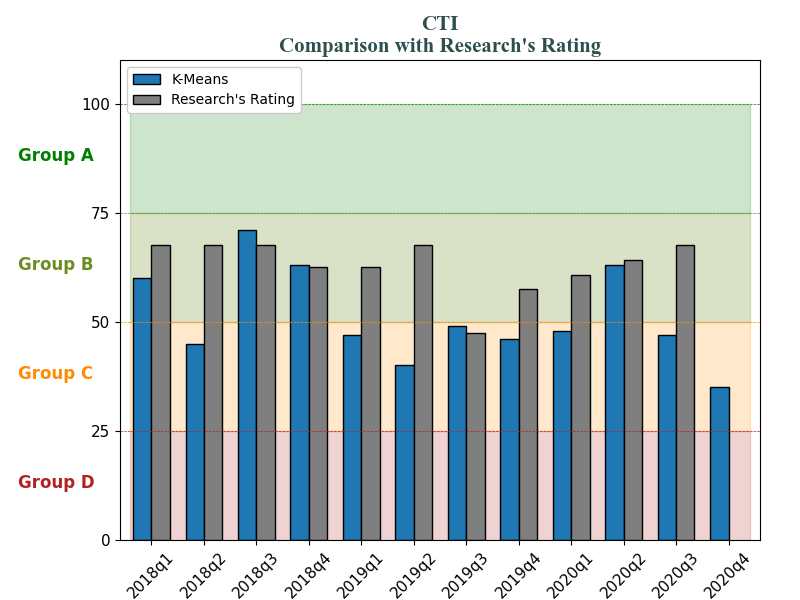 CTI
Comparison with Research's Rating
K-Means
Research's Rating
100
Group A
75
Group B
50
Group C
25
Group D
0
2018q1 2018q2 2018q3 2018q4 2019q1 2019q2 2019q3 2019q4 2020q1 2020q2 2020q3 2020q4